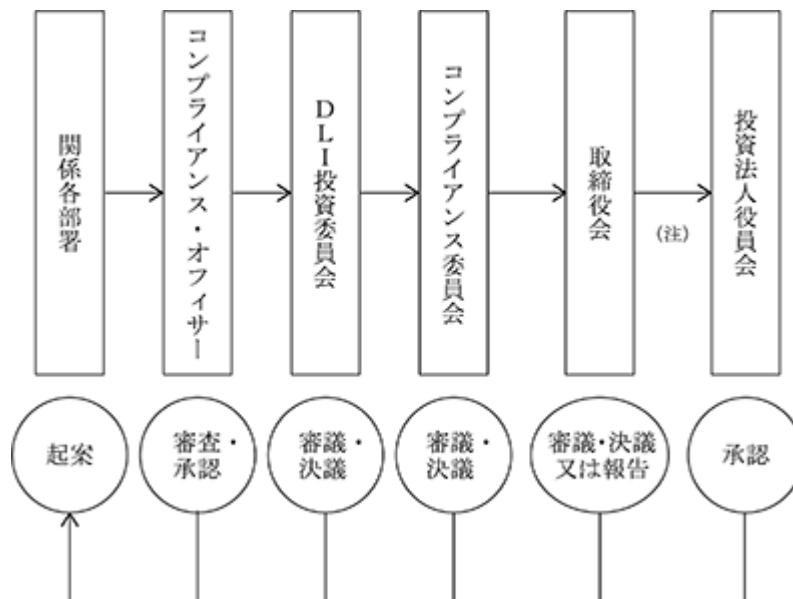 関係各部署
コンプライアンス・オフィサー
DLI投資委員会
コンプライアンス委員会
取締役会
(注)
投資法人役員会
起案
審査・
承認
審議・
決議
審議・
決議
審議・決議
又は報告
承認